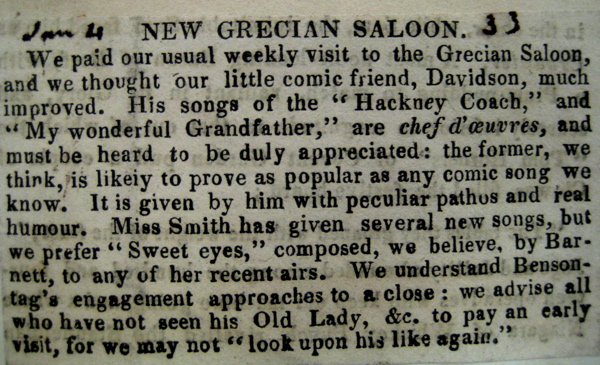 Jan 4 NEW GRECIAN SALOON. 33
We paid our usual weekly visit to the Grecian Saloon,
and we thought our little comic friend, Davidson, much
improved. His songs of the "Hackney Coach," and
"My wonderful Grandfather," are chef d'œuvres, and
must be heard to be duly appreciated: the former, we
think, is likeiy to prove as popular as any comic song we
know. It is given by him with peculiar pathos and real
humour. Miss Smith has given several new songs, but
we prefer "Sweet eyes," composed, we believe, by Bar-
nett, to any of her recent airs. We understand Benson-
tag's engagement approaches to a close: we advise all
who have not seen his Old Lady, &c. to pay an early
visit, for we may not "look upon his like again."